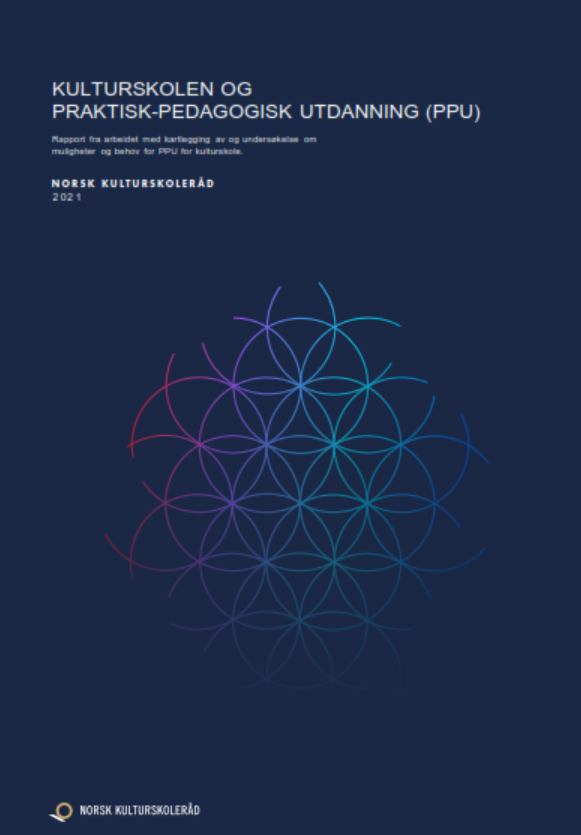 KULTURSKOLEN OG
PRAKTISK-PEDAGOGISK UTDANNING (PPU)
Rapport fra arbeidet med kartlegging av og undersøkelse om
muligheter og behov for PPU for kulturskole.
NORSK KULTURSKOLERÅD
2021
NORSK KULTURSKOLERÅD